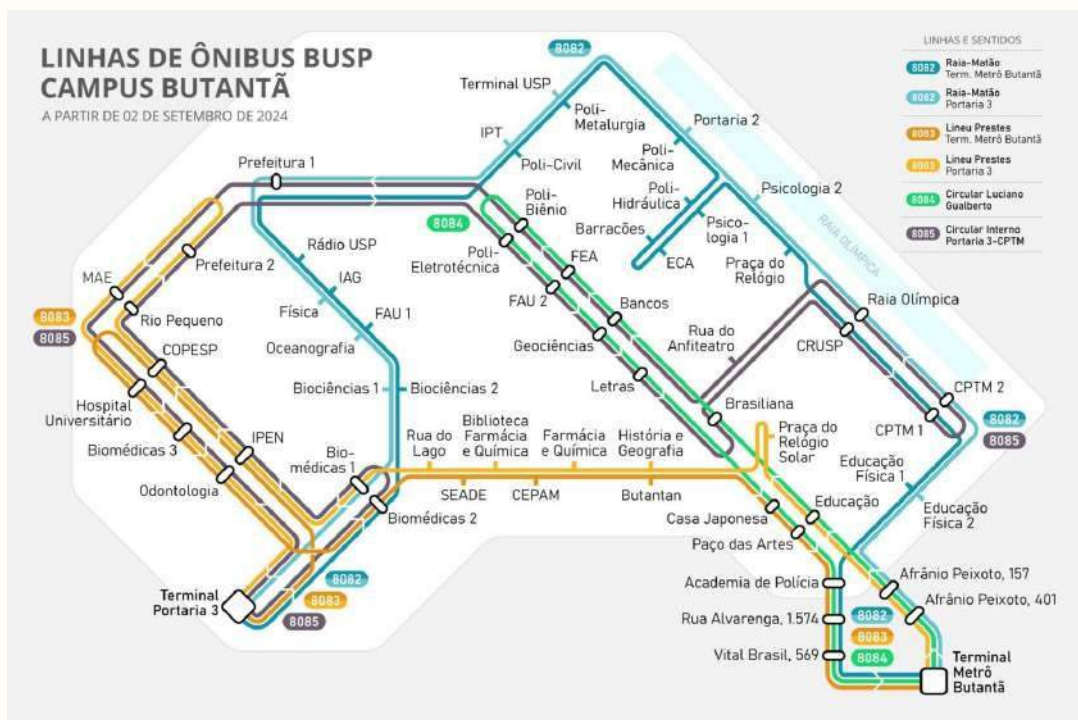 LINHAS DE ÔNIBUS BUSP
CAMPUS BUTANTÃ
A PARTIR DE 02 DE SETEMBRO DE 2024
LINHAS E SENTIDOS
8082 Raia-Matão
Term. Metrô Butantã
8082 Raia-Matão
Portaria 3
8083 Lineu Prestes
Term. Metrô Butantã
8083 Lineu Prestes
Portaria 3
8084 Circular Luciano
Gualberto
8085 Circular Interno
Portaria 3-CPTM
8082
Terminal USP
Poli-
Metalurgia
IPT
Poli-Civil
Portaria 2
Poli-
Mecânica
Prefeitura 1
Poli-
Hidráulica
Psicologia 2
RAIA OLÍMPICA
Poli-
Biênio
8084
Barracões
Psico-
logia 1
ECA
Praça do
Relógio
Rádio USP
Prefeitura 2
Poli-
Eletrotécnica
FEA
MAE
IAG
FAU 2
Bancos
Raia Olímpica
Física
8083
8085
Rio Pequeno
FAU 1
Rua do
Anfiteatro
CRUSP
COPESP
Oceanografia
Geociências
Biociências 1
Biociências 2
Letras
CPTM 2
Hospital
Universitário
Brasiliana
8082
8085
CPTM 1
Biomédicas 3
IPEN
Bio-
médicas 1
Rua do
Lago
Biblioteca
Farmácia
e Química
Farmácia
e Química
História e
Geografia
Praça do
Relógio
Solar
Educação
Física 1
Odontologia
SEADE
CEPAM
Butantan
Biomédicas 2
Casa Japonesa
Educação
Educação
Física 2
Paço das Artes
8082
8083
8085
Terminal
Portaria 3
Academia de Polícia
Afrânio Peixoto, 157
Afrânio Peixoto, 401
Rua Alvarenga, 1.574
8082
8083
8084
Vital Brasil, 569
Terminal
Metrô
Butantã